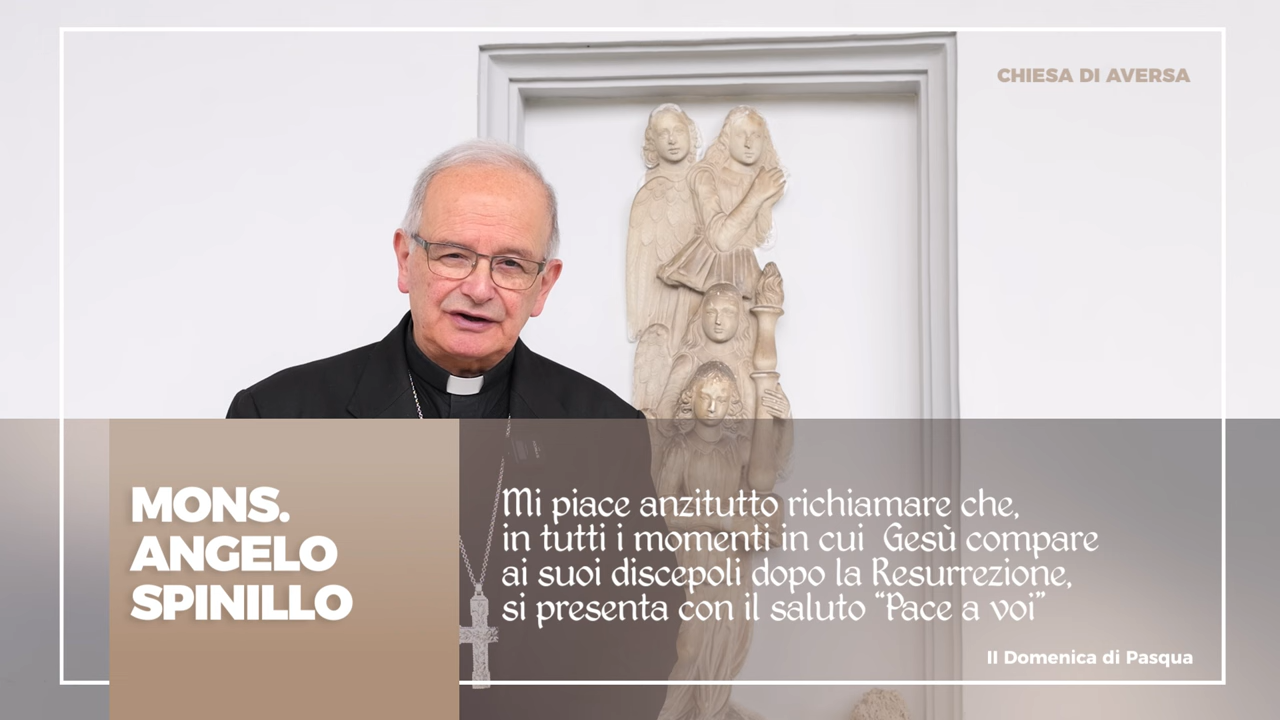 CHIESA DI AVERSA
MONS.
ANGELO
SPINILLO
Mi piace anzitutto richiamare che,
in tutti i momenti in cui Gesù compare
ai suoi discepoli dopo la Resurrezione,
si presenta con il saluto “Pace a voi”
II Domenica di Pasqua